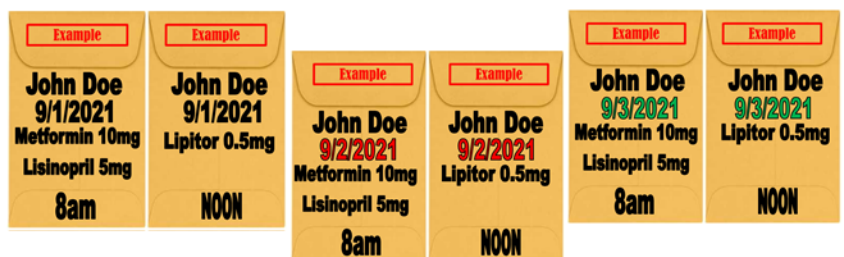 Example
John Doe
9/1/2021
Metformin 10mg
Lisinopril 5mg
8am
Example
John Doe
9/1/2021
Lipitor 0.5mg
NOON
Example
John Doe
9/2/2021
Metformin 10mg
Lisinopril 5mg
8am
Example
John Doe
9/2/2021
Lipitor 0.5mg
NOON
Example
John Doe
9/3/2021
Metformin 10mg
Lisinopril 5mg
8am
Example
John Doe
9/3/2021
Lipitor 0.5mg
NOON